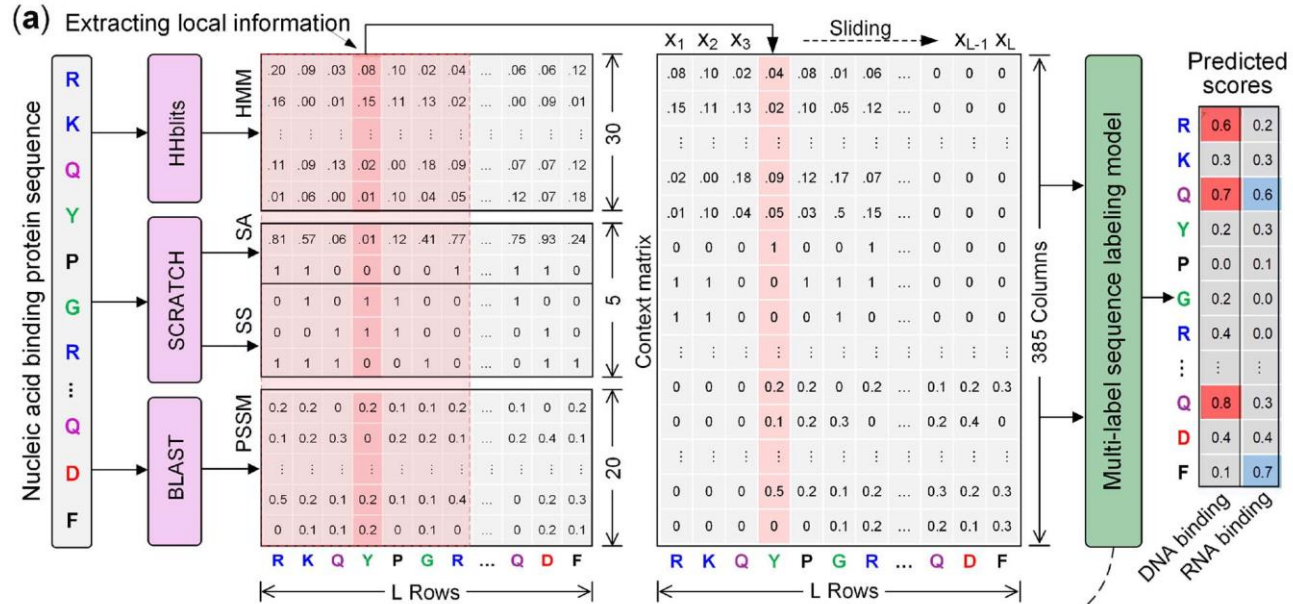 (a) Extracting local information
Nucleic acid binding protein sequence
R
K
Q
Y
P
G
R
⋮
Q
D
F
HHblits
SCRATCH
BLAST
HMM
.20 .09 .03 .08 .10 .02 .04 ... .06 .06 .12
.16 .00 .01 .15 .11 .13 .02 ... .00 .09 .01
⋮ ⋮ ⋮ ⋮ ⋮ ⋮ ⋮ ⋮ ⋮ ⋮
.11 .09 .13 .02 .00 .18 .09 ... .07 .07 .12
.01 .06 .00 .01 .10 .04 .05 ... .12 .07 .18
30
SA
.81 .57 .06 .01 .12 .41 .77 ... .75 .93 .24
1 1 0 0 0 0 1 ... 1 1 0
SS
0 1 0 1 1 0 0 ... 1 0 0
0 0 1 1 1 0 0 ... 0 1 0
1 1 1 0 0 1 0 ... 0 1 1
5
PSSM
0.2 0.2 0 0.2 0.1 0.1 0.2 ... 0.1 0 0.2
0.1 0.2 0.3 0 0.2 0.2 0.1 ... 0.2 0.4 0.1
⋮ ⋮ ⋮ ⋮ ⋮ ⋮ ⋮ ⋮ ⋮ ⋮
0.5 0.2 0.1 0.2 0.1 0.1 0.4 ... 0 0.2 0.3
0 0.1 0.1 0.2 0 0.1 0 ... 0 0.2 0.1
20
R K Q Y P G R ... Q D F
L Rows
X1 X2 X3 Sliding XL-1 XL
Context matrix
.08 .10 .02 .04 .08 .01 .06 ... 0 0 0
.15 .11 .13 .02 .10 .05 .12 ... 0 0 0
⋮ ⋮ ⋮ ⋮ ⋮ ⋮ ⋮ ⋮ ⋮ ⋮ ⋮
.02 .00 .18 .09 .12 .17 .07 ... 0 0 0
.01 .10 .04 .05 .03 .5 .15 ... 0 0 0
0 0 0 1 0 0 1 ... 0 0 0
1 1 0 0 1 1 1 ... 0 0 0
1 1 0 0 0 1 0 ... 0 0 0
⋮ ⋮ ⋮ ⋮ ⋮ ⋮ ⋮ ⋮ ⋮ ⋮ ⋮
0 0 0 0.2 0.2 0 0.2 ... 0.1 0.2 0.3
0 0 0 0.1 0.2 0.3 0 ... 0.2 0.4 0
⋮ ⋮ ⋮ ⋮ ⋮ ⋮ ⋮ ⋮ ⋮ ⋮ ⋮
0 0 0 0.5 0.2 0.1 0.2 ... 0.3 0.2 0.3
0 0 0 0 0 0.1 0.2 ... 0.2 0.1 0.3
385 Columns
R K Q Y P G R ... Q D F
L Rows
Multi-label sequence labeling model
Predicted
scores
R 0.6 0.2
K 0.3 0.3
Q 0.7 0.6
Y 0.2 0.3
P 0.0 0.1
G 0.2 0.0
R 0.4 0.0
⋮ ⋮ ⋮
Q 0.8 0.3
D 0.4 0.4
F 0.1 0.7
DNA binding
RNA binding